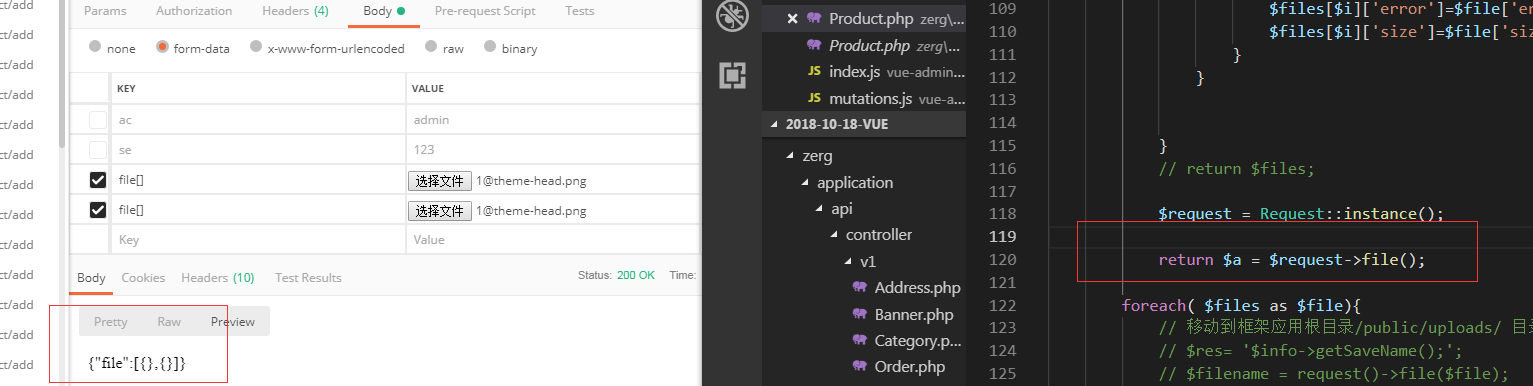 ct/add
ct/add
ct/add
ct/add
ct/add
ct/add
ct/add
ct/add
ct/add
ct/add
ct/add
ct/add
ct/add
Params Authorization Headers (4) Body Pre-request Script Tests
none form-data x-www-form-urlencoded raw binary
KEY VALUE
ac admin
se 123
file[] 选择文件 1@theme-head.png
file[] 选择文件 1@theme-head.png
Key Value
Body Cookies Headers (10) Test Results Status: 200 OK Time:
Pretty Raw Preview
{"file":[{},{}]}
Product.php zerg\...
Product.php zerg\...
JS index.js vue-admin...
JS mutations.js vue-a...
2018-10-18-VUE
zerg
application
api
controller
v1
Address.php
Banner.php
Category.p...
Order.php
109 $files[$i]['error']=$file['er
110 $files[$i]['size']=$file['siz
111 }
112 }
113
114
115 }
116 // return $files;
117
118 $request = Request::instance();
119
120 return $a = $request->file();
121
122 foreach( $files as $file){
123 // 移动到框架应用根目录/public/uploads/ 目录
124 // $res= '$info->getSaveName();';
125 // $filename = request()->file($file);